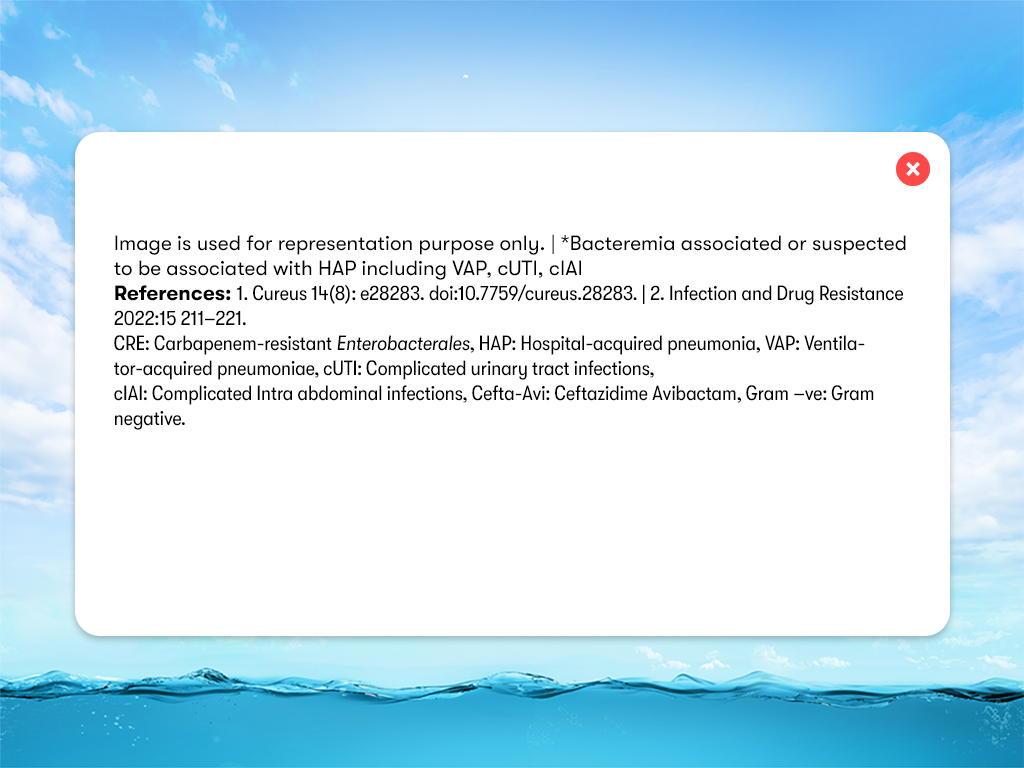 Image is used for representation purpose only. | *Bacteremia associated or suspected
to be associated with HAP including VAP, cUTI, cIAI
References: 1. Cureus 14(8): e28283. doi:10.7759/cureus.28283. | 2. Infection and Drug Resistance
2022:15 211–221.
CRE: Carbapenem-resistant Enterobacterales, HAP: Hospital-acquired pneumonia, VAP: Ventila-
tor-acquired pneumoniae, cUTI: Complicated urinary tract infections,
cIAI: Complicated Intra abdominal infections, Cefta-Avi: Ceftazidime Avibactam, Gram –ve: Gram
negative.